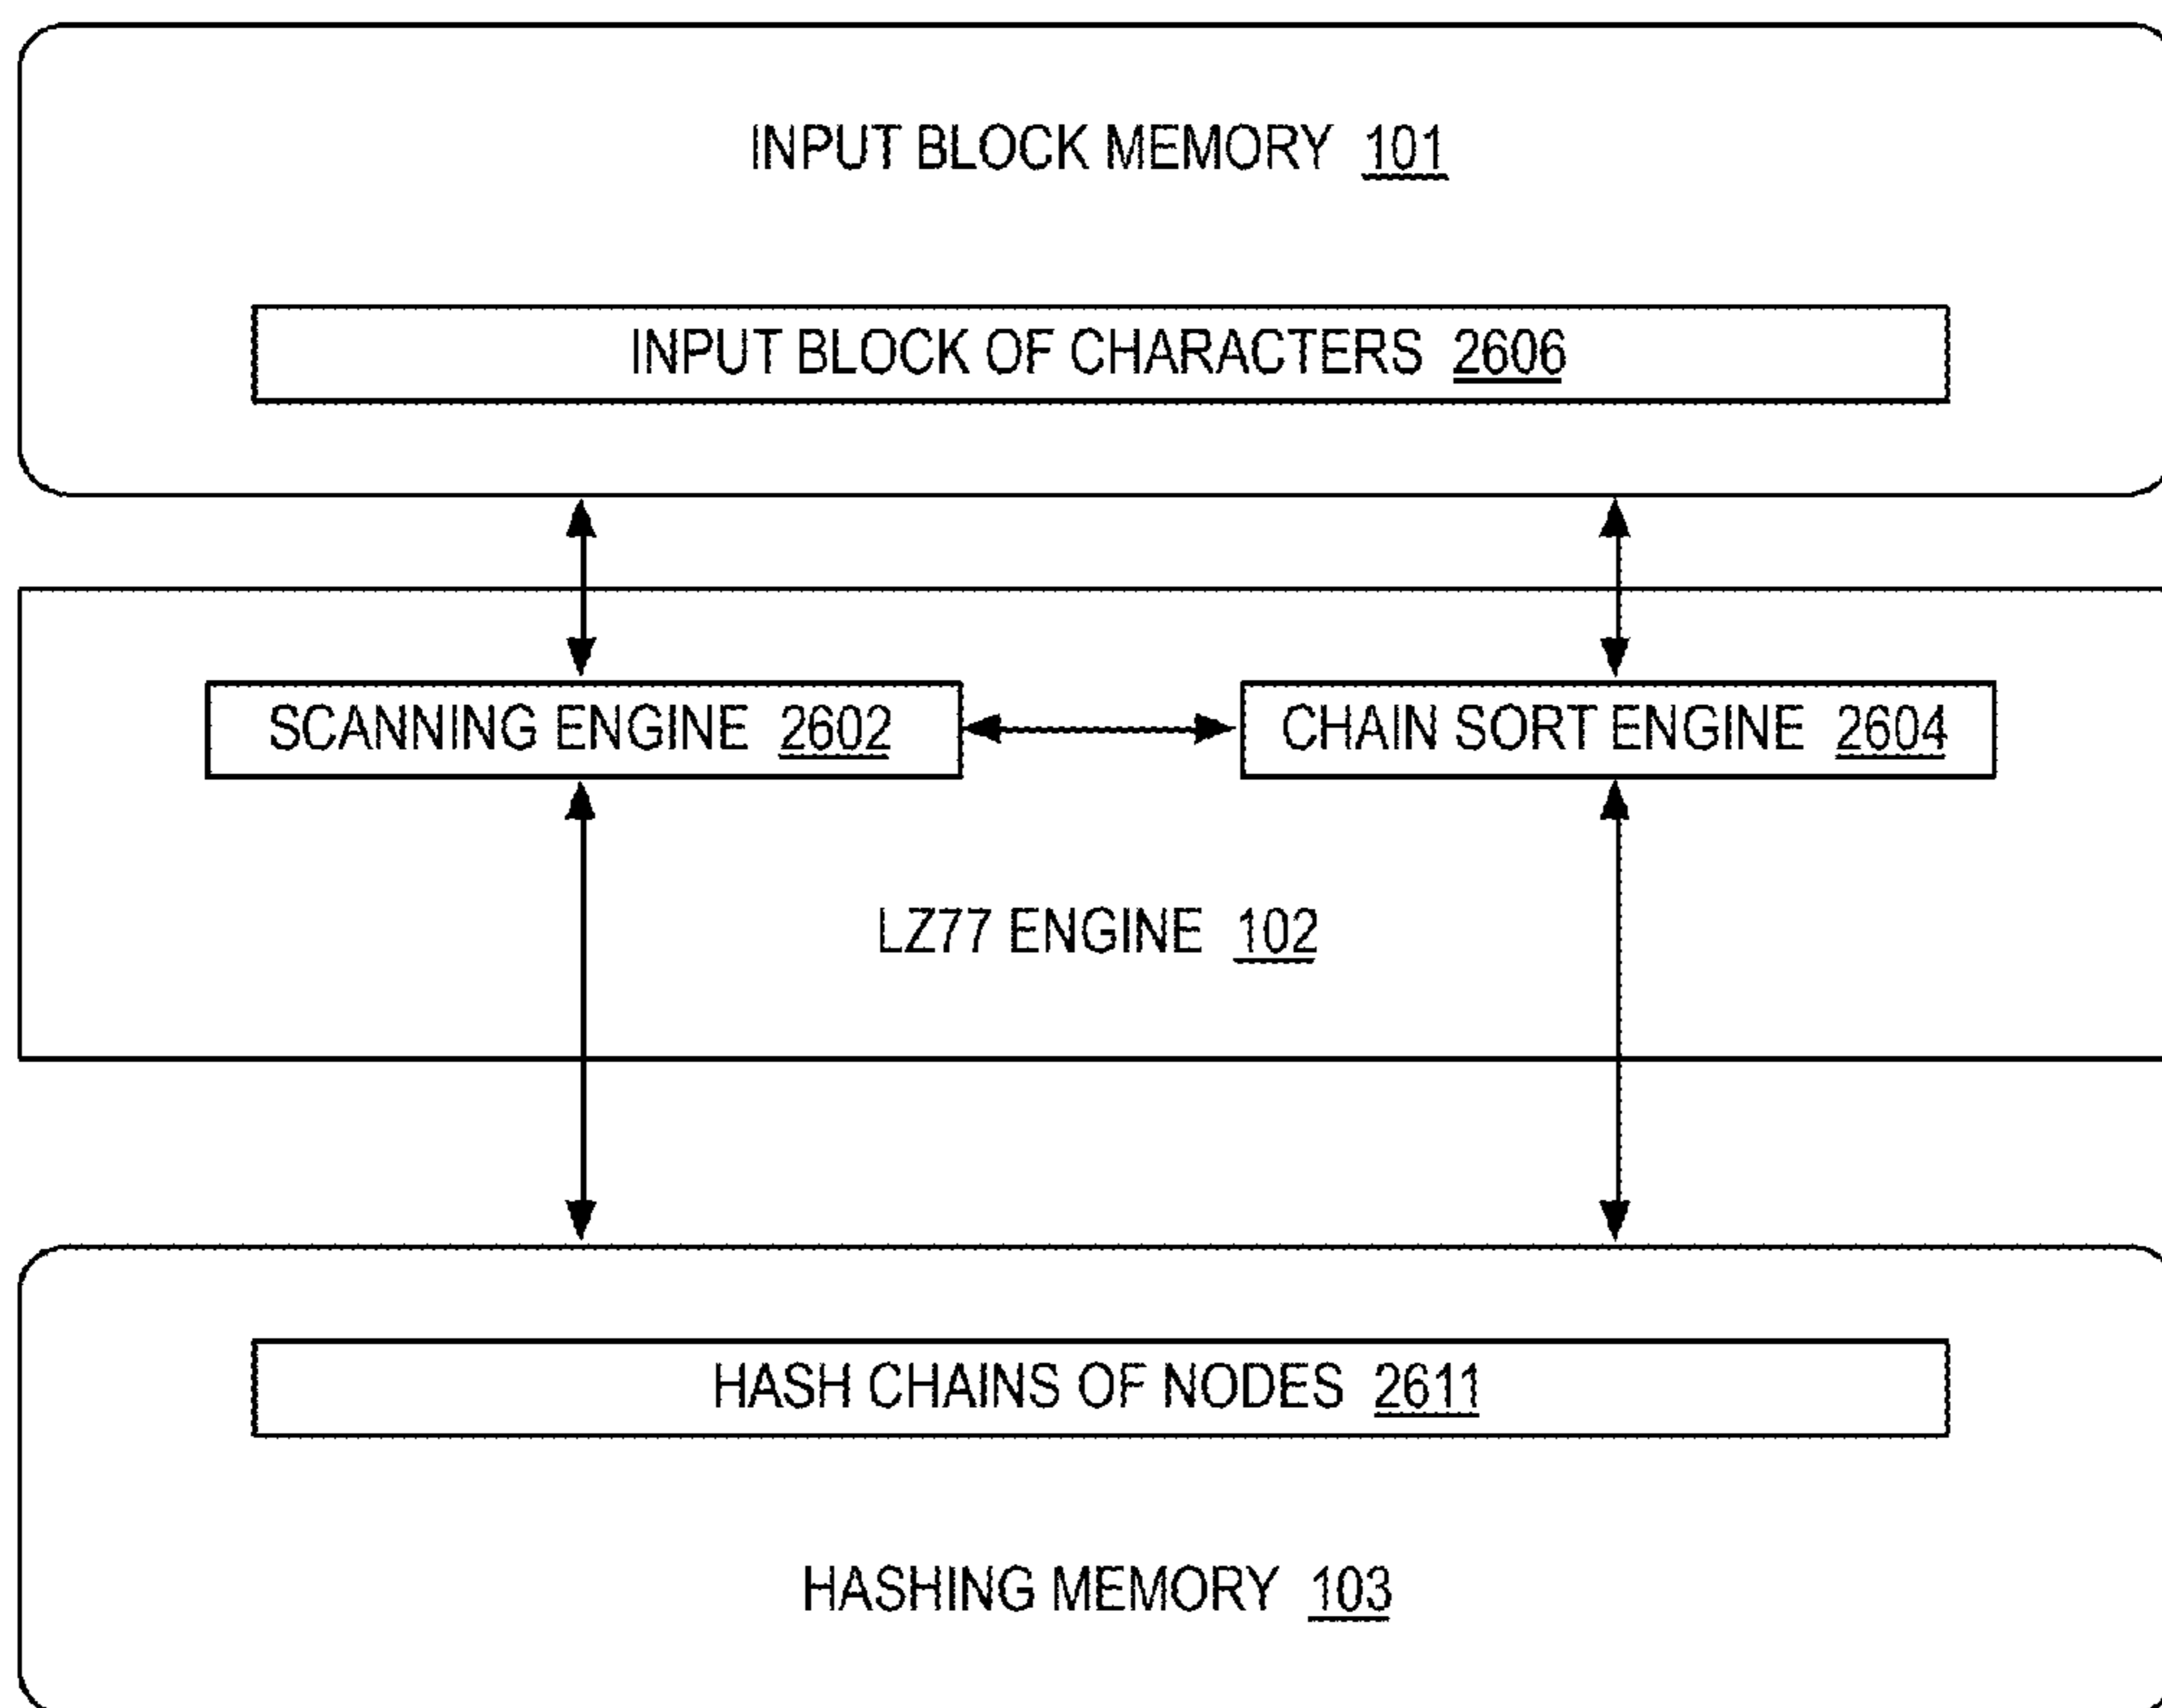 INPUT BLOCK MEMORY 101
INPUT BLOCK OF CHARACTERS 2606
SCANNING ENGINE 2602
CHAIN SORT ENGINE 2604
LZ77 ENGINE 102
HASH CHAINS OF NODES 2611
HASHING MEMORY 103